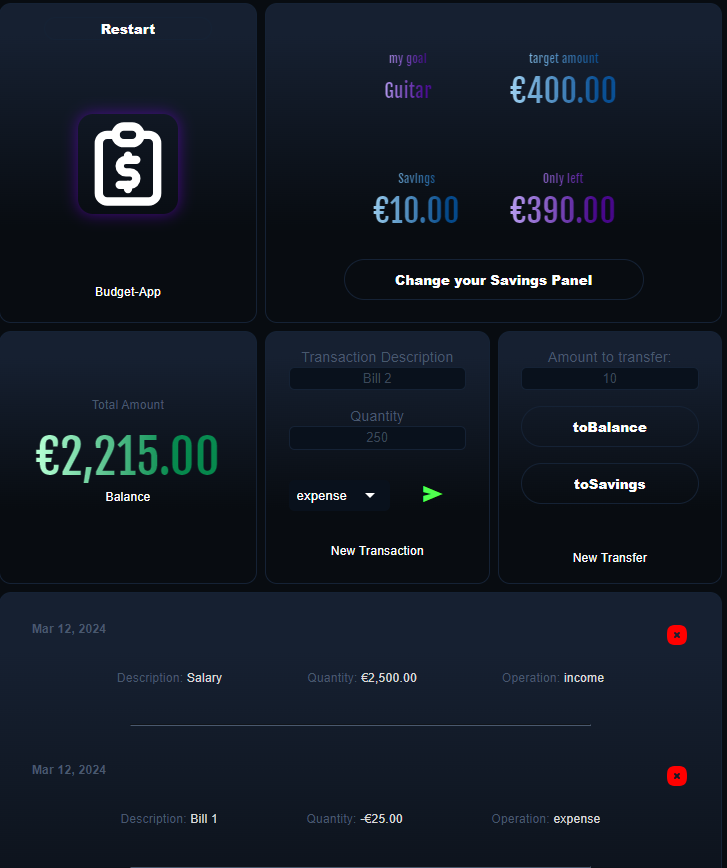 Restart
Budget-App
my goal
Guitar
target amount
€400.00
Savings
€10.00
Only left
€390.00
Change your Savings Panel
Total Amount
€2,215.00
Balance
Transaction Description
Bill 2
Quantity
250
expense
New Transaction
Amount to transfer:
10
toBalance
toSavings
New Transfer
Mar 12, 2024
Description: Salary Quantity: €2,500.00 Operation: income
Mar 12, 2024
Description: Bill 1 Quantity: -€25.00 Operation: expense